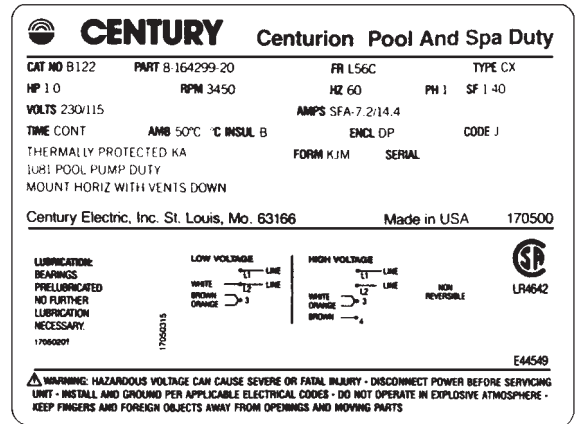 CENTURY Centurion Pool And Spa Duty
CAT NO B122 PART 8-164299-20 FR L56C TYPE CX
HP 1 0 RPM 3450 HZ 60 PH 1 SF 1 40
VOLTS 230/115 AMPS SFA-7.2/14.4
TIME CONT AMB 50°C °C INSUL B ENCL DP CODE J
THERMALLY PROTECTED KA FORM KJM SERIAL
1081 POOL PUMP DUTY
MOUNT HORIZ WITH VENTS DOWN
Century Electric, Inc. St. Louis, Mo. 63166 Made in USA 170500
LUBRICATION:
BEARINGS
PRELUBRICATED
NO FURTHER
LUBRICATION
NECESSARY.
17050201
17050315
LOW VOLTAGE
L1 LINE
WHITE L2 LINE
BROWN
ORANGE 3
HIGH VOLTAGE
L1 LINE
L2 LINE
WHITE
ORANGE 3
BROWN 4
NON
REVERSIBLE
SA
LR4642
E44549
⚠ WARNING: HAZARDOUS VOLTAGE CAN CAUSE SEVERE OR FATAL INJURY - DISCONNECT POWER BEFORE SERVICING
UNIT - INSTALL AND GROUND PER APPLICABLE ELECTRICAL CODES - DO NOT OPERATE IN EXPLOSIVE ATMOSPHERE -
KEEP FINGERS AND FOREIGN OBJECTS AWAY FROM OPENINGS AND MOVING PARTS